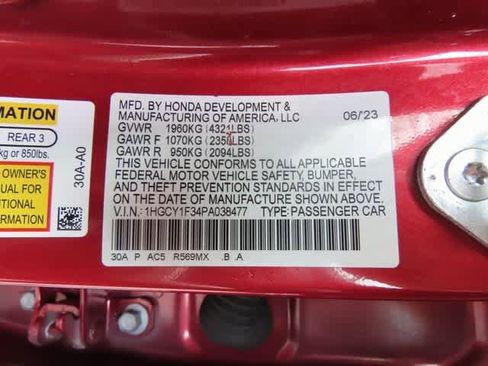 MATION
REAR 3
kg or 850lbs.
30A-A0
NER'S
UAL FOR
ITIONAL
RMATION
MFD. BY HONDA DEVELOPMENT &
MANUFACTURING OF AMERICA, LLC 06/23
GVWR 1960KG (4321LBS)
GAWR F 1070KG (2358LBS)
GAWR R 950KG (2094LBS)
THIS VEHICLE CONFORMS TO ALL APPLICABLE
FEDERAL MOTOR VEHICLE SAFETY, BUMPER,
AND THEFT PREVENTION STANDARDS IN EFFECT
ON THE DATE OF MANUFACTURE SHOWN ABOVE.
V.I.N.: 1HGCY1F34PA038477 TYPE: PASSENGER CAR
30A P AC5 R569MX .B .A